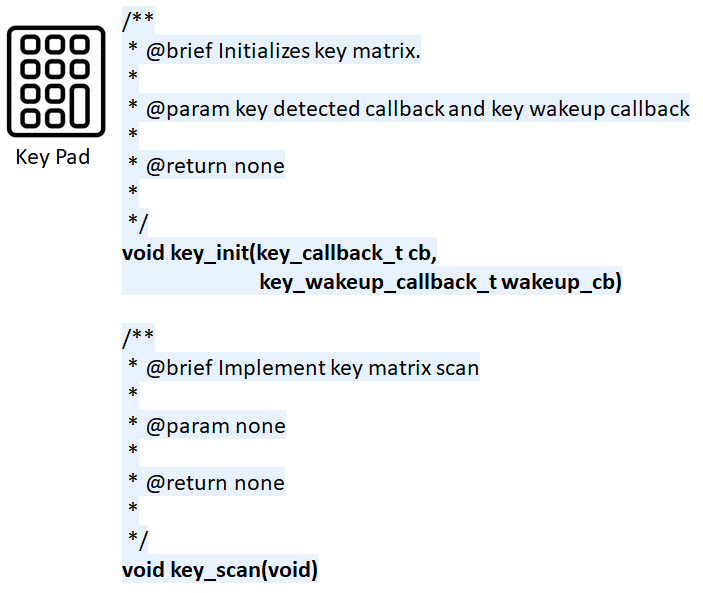 Key Pad
/**
* @brief Initializes key matrix.
*
* @param key detected callback and key wakeup callback
*
* @return none
*
*/
void key_init(key_callback_t cb,
key_wakeup_callback_t wakeup_cb)
/**
* @brief Implement key matrix scan
*
* @param none
*
* @return none
*
*/
void key_scan(void)